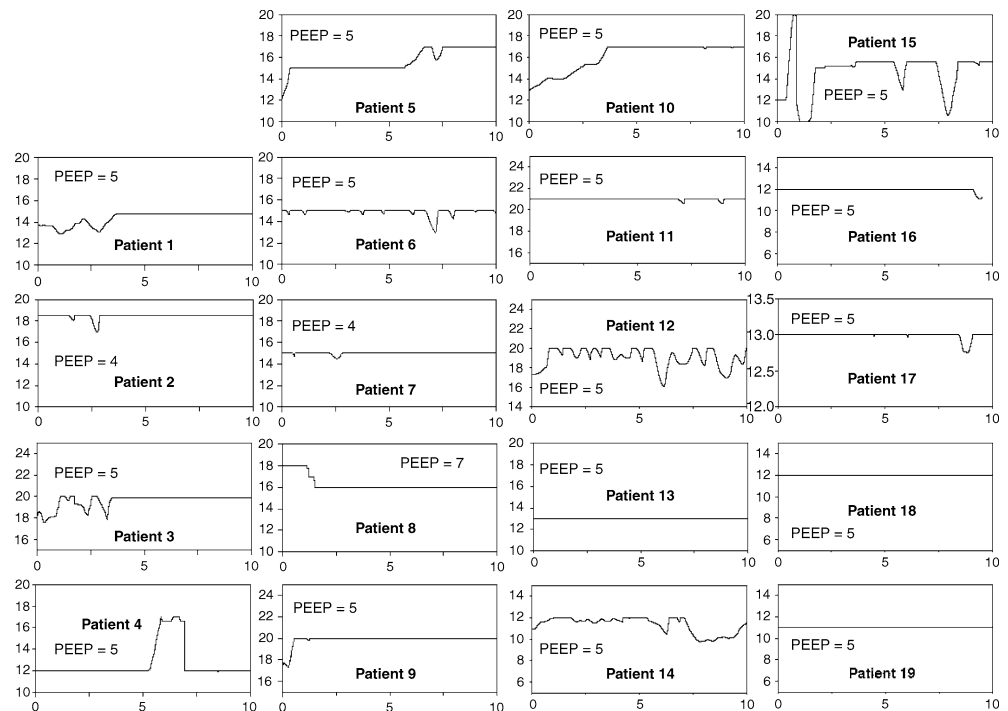 20
18
16
14
12
10
PEEP = 5
Patient 5
0 5 10
20
18
16
14
12
10
PEEP = 5
Patient 10
0 5 10
20
18
16
14
12
10
Patient 15
PEEP = 5
0 5 10
20
18
16
14
12
10
PEEP = 5
Patient 1
0 5 10
20
18
16
14
12
10
PEEP = 5
Patient 6
0 5 10
24
22
20
18
16
PEEP = 5
Patient 11
0 5 10
14
12
10
8
6
PEEP = 5
Patient 16
0 5 10
20
18
16
14
12
10
PEEP = 4
Patient 2
0 5 10
20
18
16
14
12
10
PEEP = 4
Patient 7
0 5 10
24
22
20
18
16
14
Patient 12
PEEP = 5
0 5 10
13.5
13.0
12.5
12.0
PEEP = 5
Patient 17
0 5 10
24
22
20
18
16
PEEP = 5
Patient 3
0 5 10
20
18
16
14
12
10
PEEP = 7
Patient 8
0 5 10
20
18
16
14
12
10
PEEP = 5
Patient 13
0 5 10
14
12
10
8
6
Patient 18
PEEP = 5
0 5 10
20
18
16
14
12
10
Patient 4
PEEP = 5
0 5 10
24
22
20
18
16
PEEP = 5
Patient 9
0 5 10
14
12
10
8
6
PEEP = 5
Patient 14
0 5 10
14
12
10
8
6
PEEP = 5
Patient 19
0 5 10